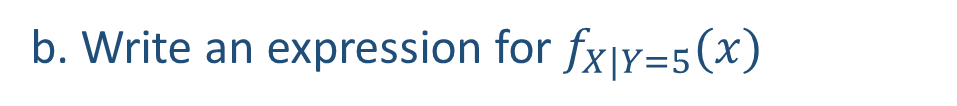 b. Write an expression for $f_{X|Y=5}(x)$